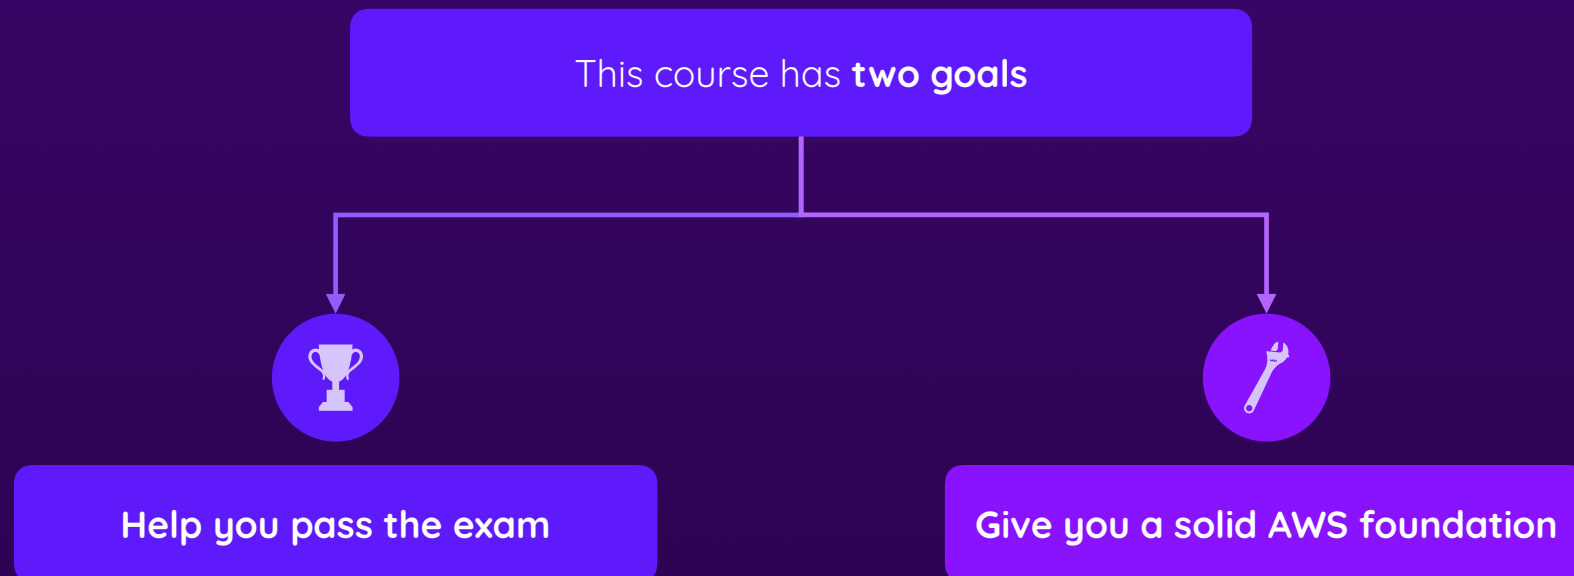 This course has two goals
Help you pass the exam
Give you a solid AWS foundation